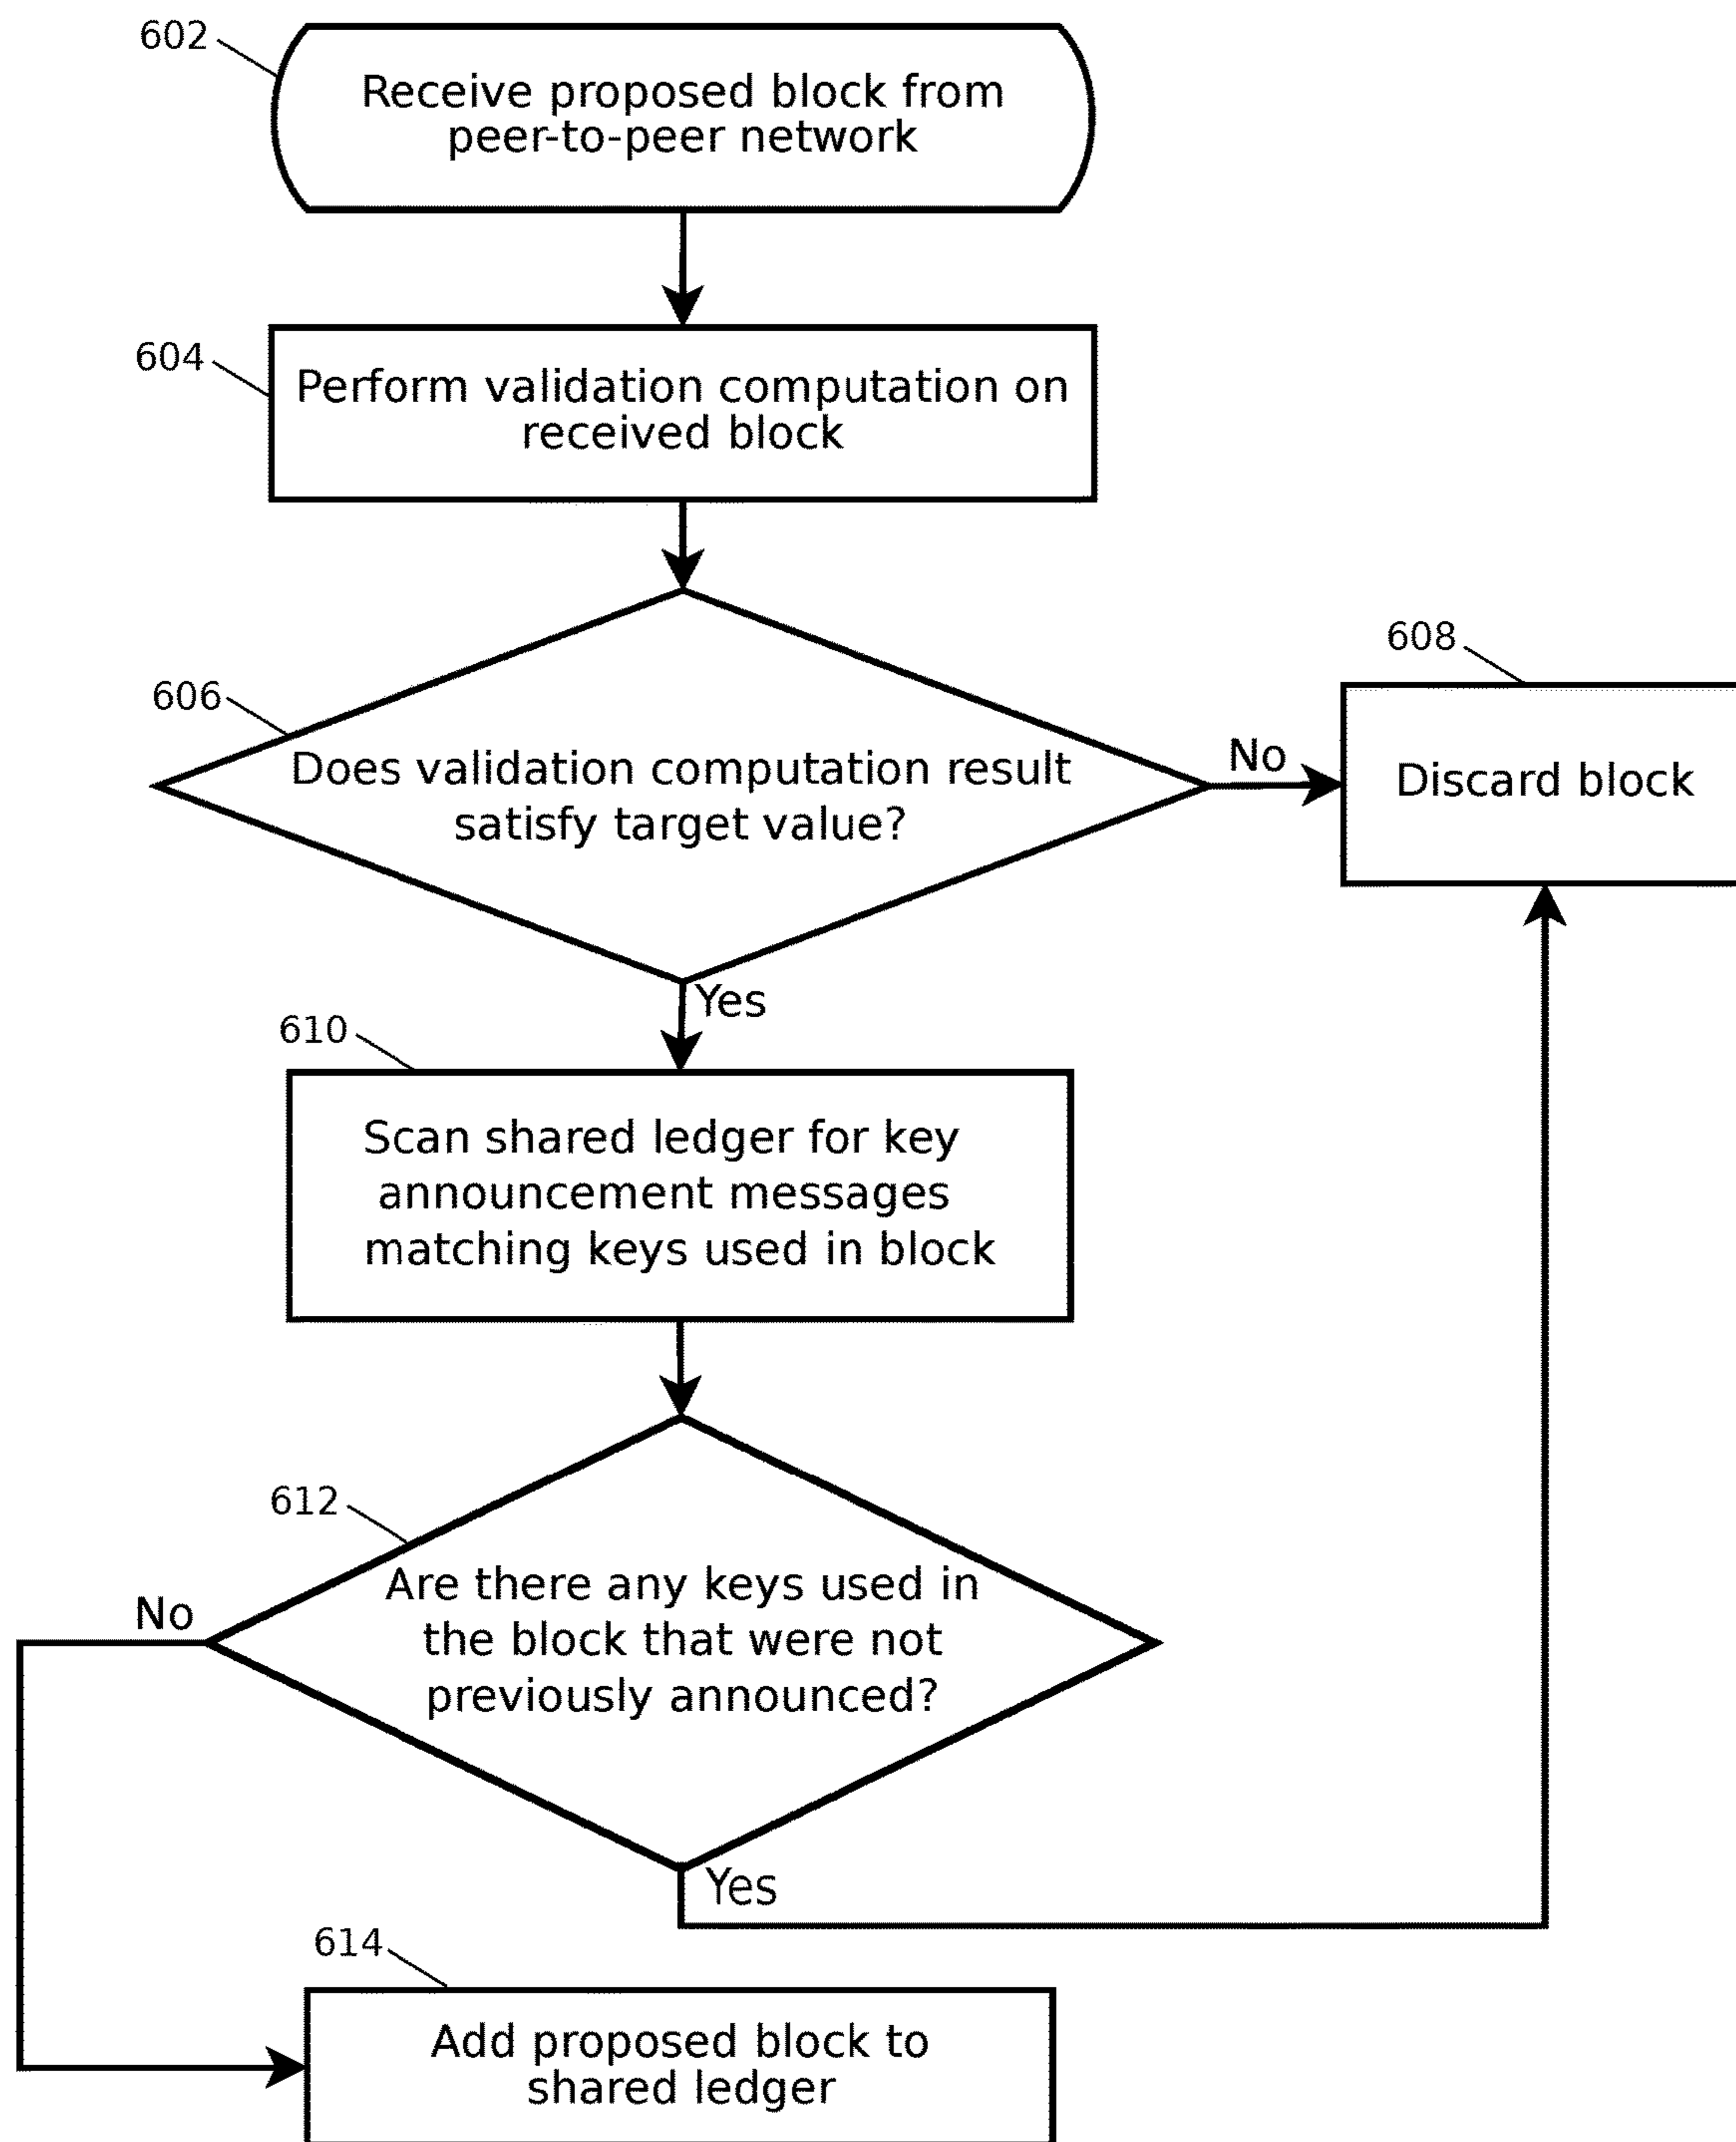 602
Receive proposed block from
peer-to-peer network
604
Perform validation computation on
received block
606
Does validation computation result
satisfy target value?
No
608
Discard block
Yes
610
Scan shared ledger for key
announcement messages
matching keys used in block
612
Are there any keys used in
the block that were not
previously announced?
No
Yes
614
Add proposed block to
shared ledger